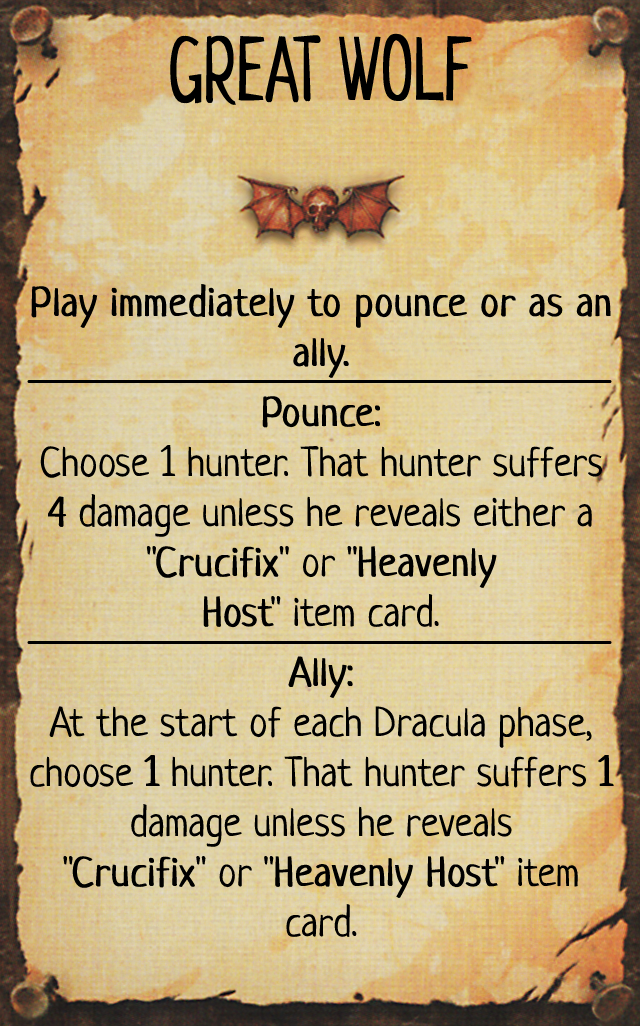 GREAT WOLF
Play immediately to pounce or as an
ally.
Pounce:
Choose 1 hunter. That hunter suffers
4 damage unless he reveals either a
"Crucifix" or "Heavenly
Host" item card.
Ally:
At the start of each Dracula phase,
choose 1 hunter. That hunter suffers 1
damage unless he reveals
"Crucifix" or "Heavenly Host" item
card.